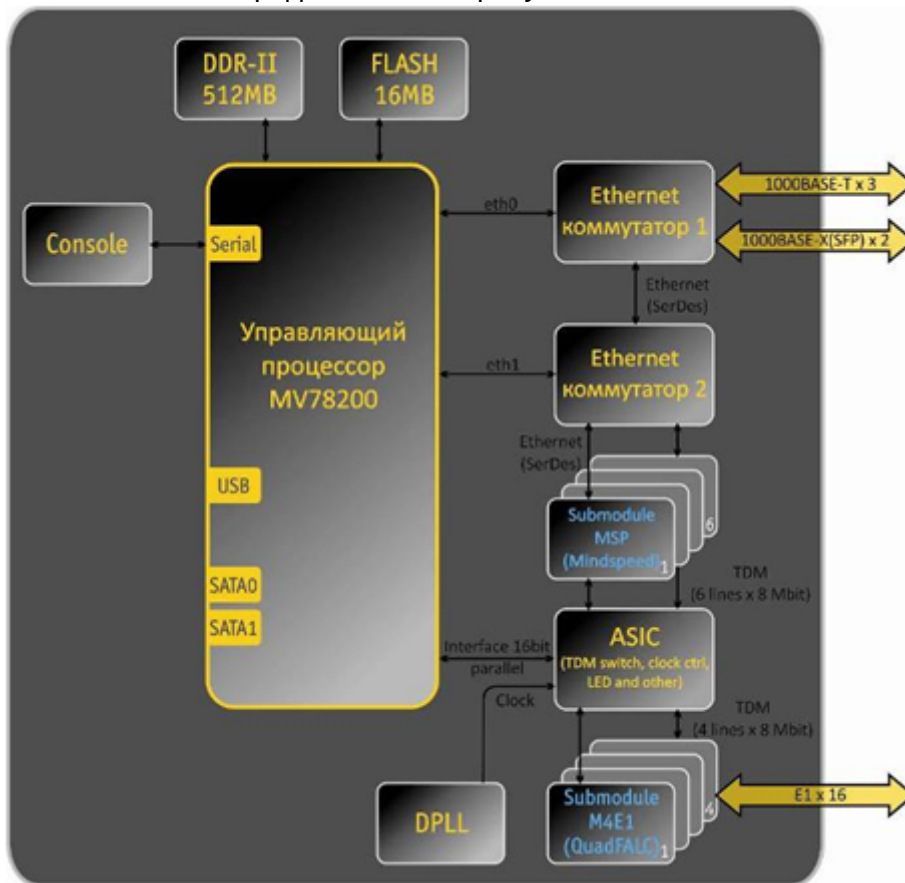 DDR-II
512MB
FLASH
16MB
Console
Serial
Управляющий
процессор
MV78200
USB
SATA0
SATA1
eth0
Ethernet
коммутатор 1
1000BASE-T x 3
1000BASE-X(SFP) x 2
Ethernet
(SerDes)
eth1
Ethernet
коммутатор 2
Ethernet
(SerDes)
Submodule
MSP
(Mindspeed)
1
6
TDM
(6 lines x 8 Mbit)
Interface 16bit
parallel
ASIC
(TDM switch, clock ctrl,
LED and other)
Clock
TDM
(4 lines x 8 Mbit)
DPLL
Submodule
M4E1
(QuadFALC)
1
4
E1 x 16